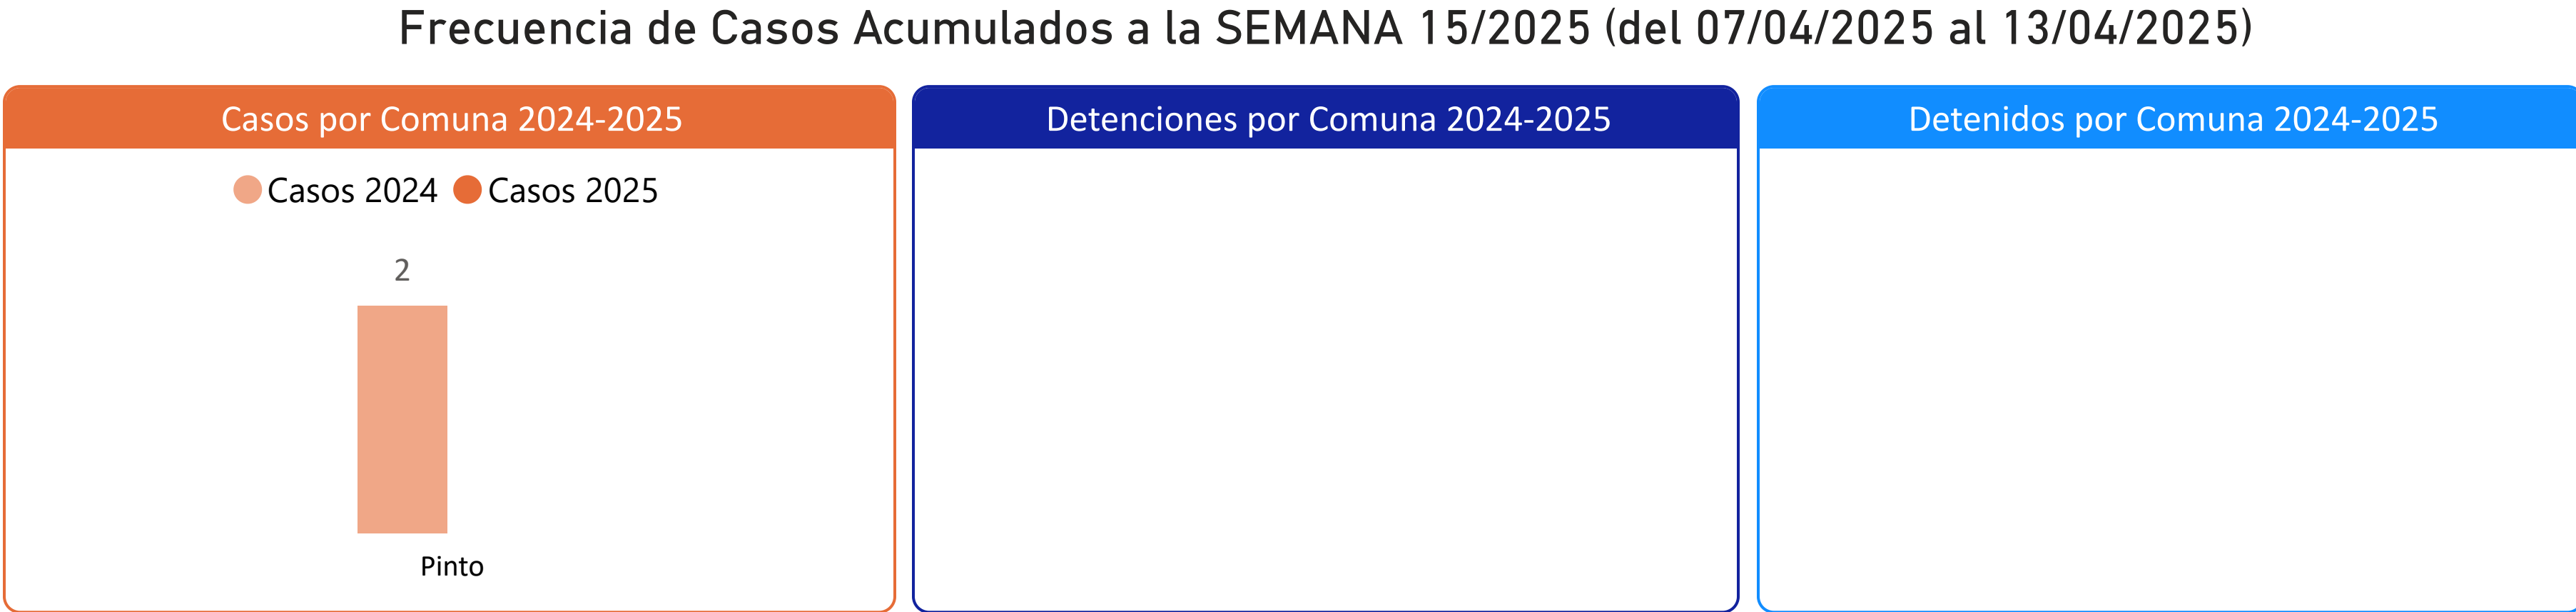 Frecuencia de Casos Acumulados a la SEMANA 15/2025 (del 07/04/2025 al 13/04/2025)
Casos por Comuna 2024-2025
Casos 2024 Casos 2025
2
Pinto
Detenciones por Comuna 2024-2025
Detenidos por Comuna 2024-2025